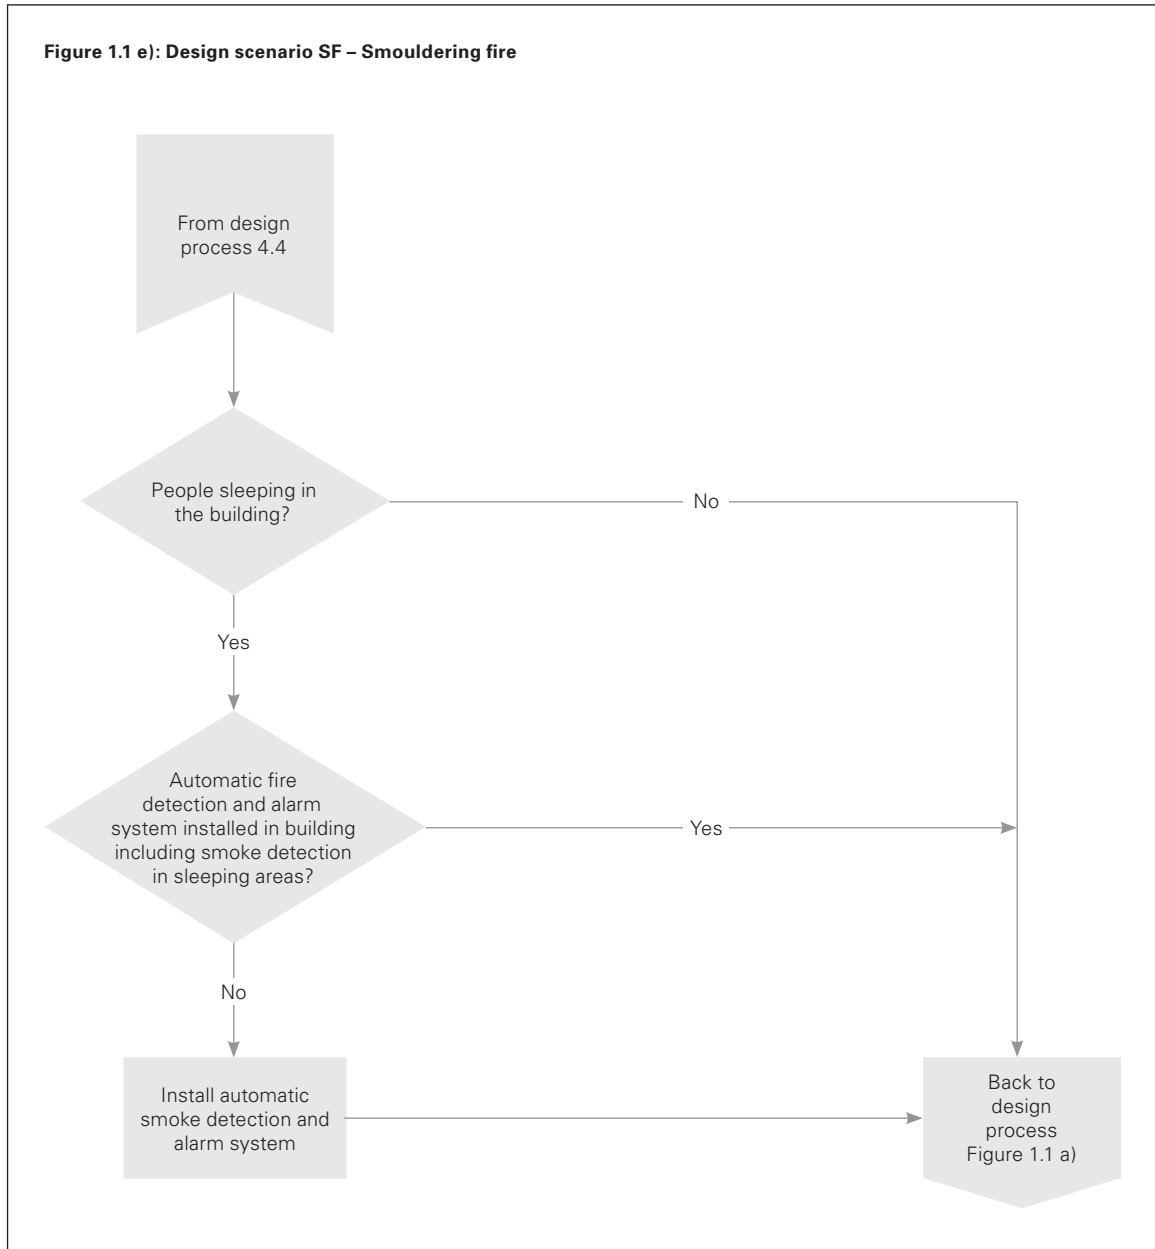 Figure 1.1 e): Design scenario SF – Smouldering fire
From design
process 4.4
People sleeping in
the building?
No
Yes
Automatic fire
detection and alarm
system installed in building
including smoke detection
in sleeping areas?
Yes
No
Install automatic
smoke detection and
alarm system
Back to
design
process
Figure 1.1 a)